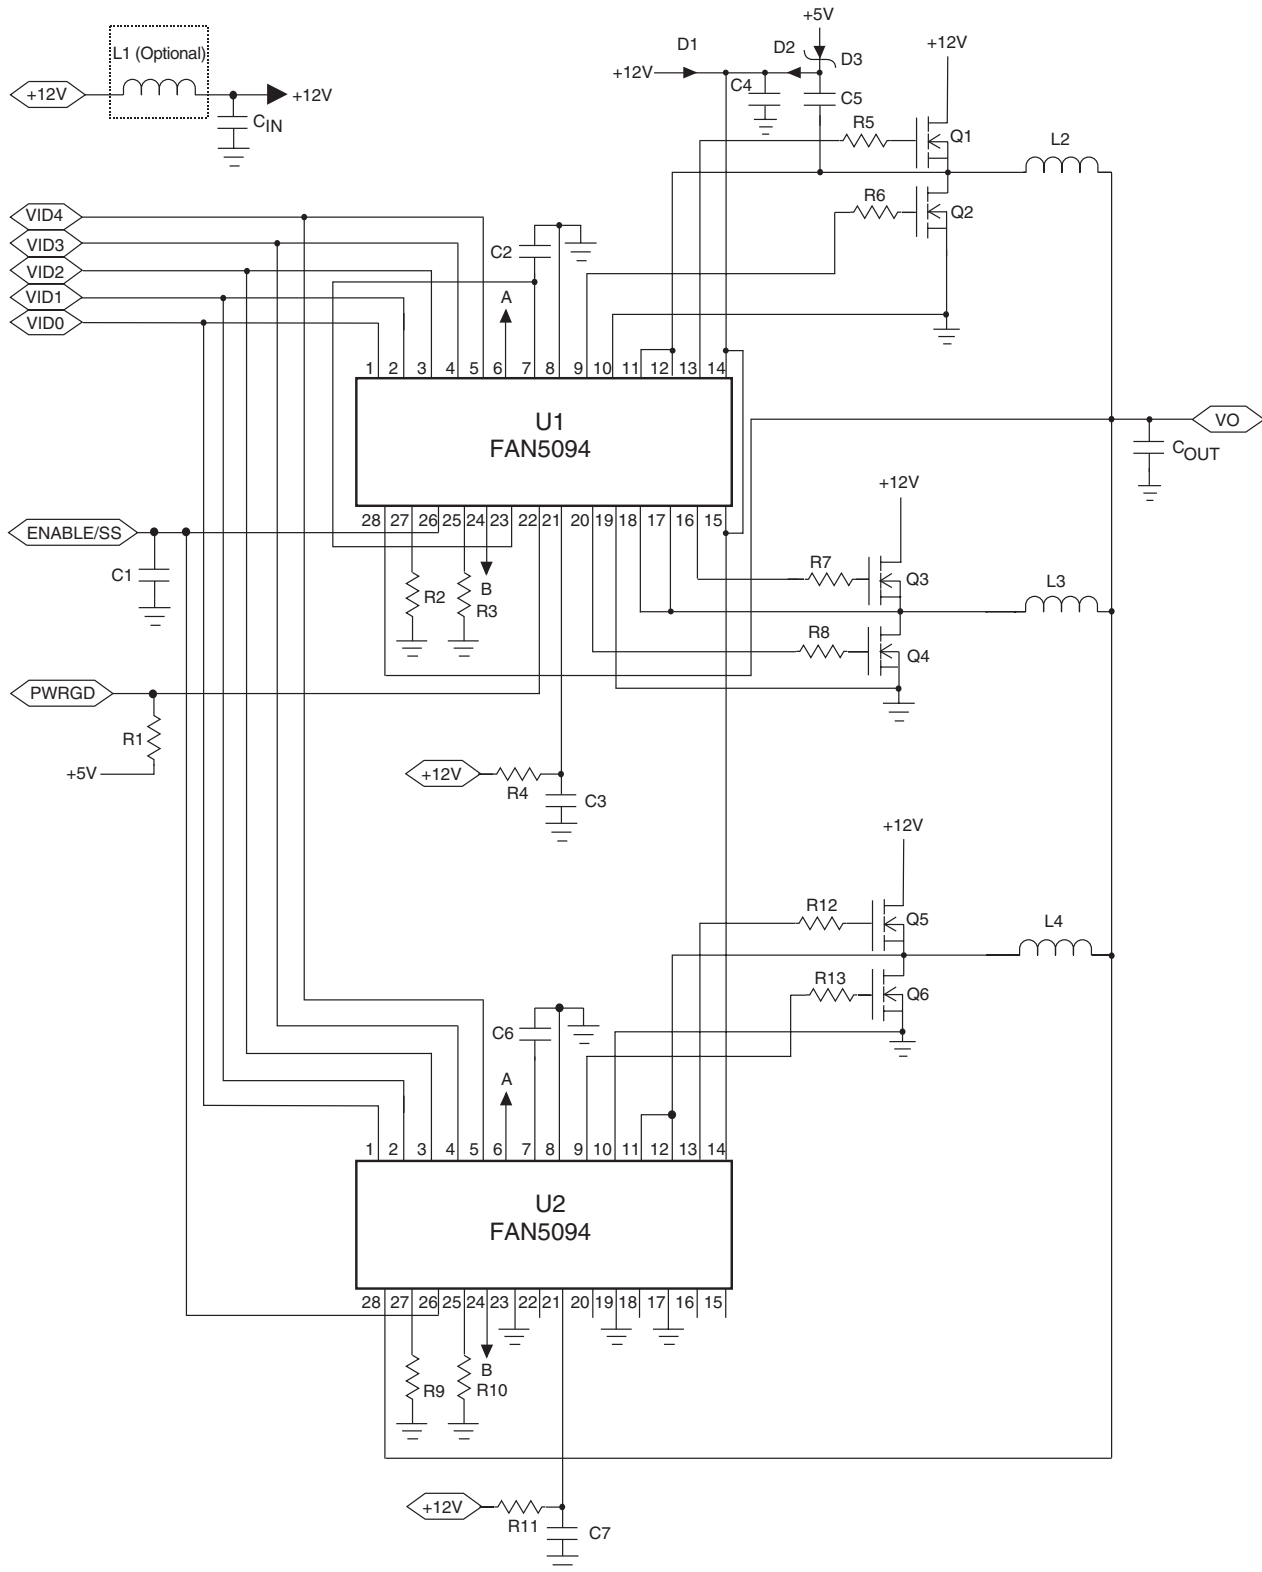 +5V
D1
D2
D3
+12V
L1 (Optional)
+12V
C4
C5
+12V
+12V
CIN
R5
Q1
L2
R6
Q2
VID4
VID3
VID2
VID1
VID0
C2
A
1 2 3 4 5 6 7 8 9 10 11 12 13 14
U1
FAN5094
VO
COUT
+12V
28 27 26 25 24 23 22 21 20 19 18 17 16 15
ENABLE/SS
C1
R2
B
R3
R7
Q3
L3
R8
Q4
PWRGD
R1
+5V
+12V
R4
C3
+12V
R12
Q5
L4
R13
Q6
C6
A
1 2 3 4 5 6 7 8 9 10 11 12 13 14
U2
FAN5094
28 27 26 25 24 23 22 21 20 19 18 17 16 15
B
R9
R10
+12V
R11
C7